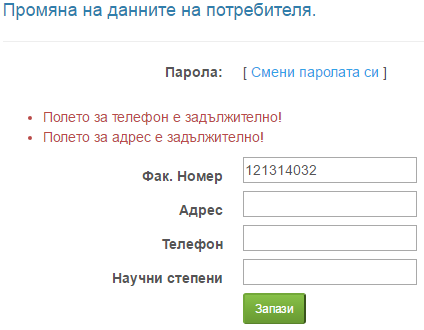 Промяна на данните на потребителя.
Парола: [ Смени паролата си ]
Полето за телефон е задължително!
Полето за адрес е задължително!
Фак. Номер 121314032
Адрес
Телефон
Научни степени
Запази